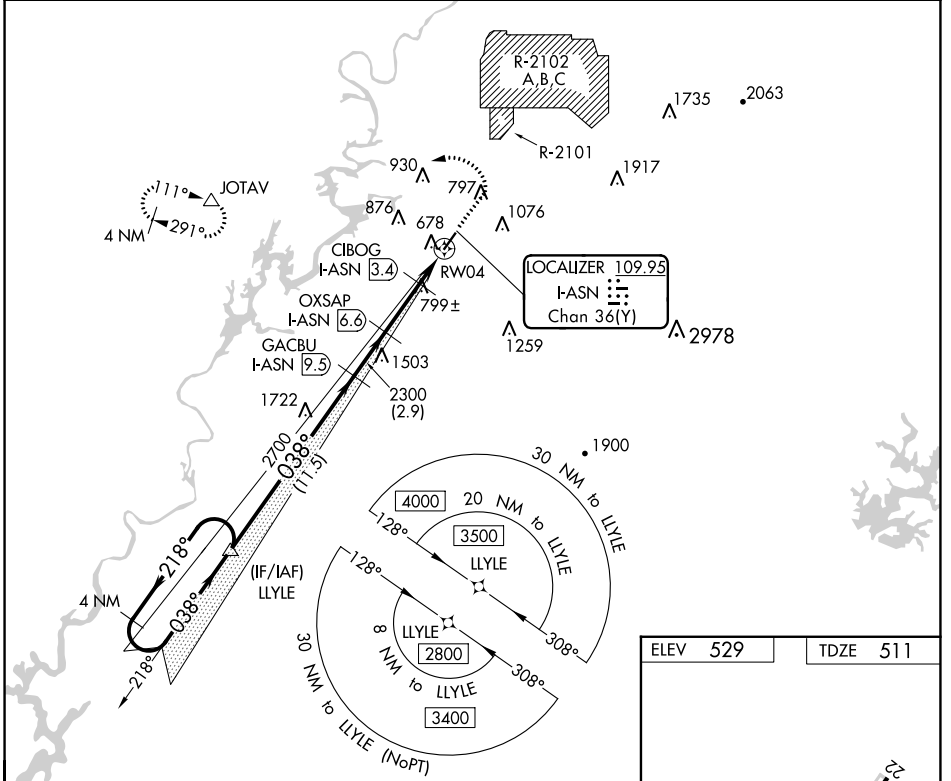 R-2102
A,B,C
1735
2063
R-2101
930
1917
797
111°
JOTAV
291°
4 NM
876
1076
678
CIBOG
I-ASN 3.4
RW04
LOCALIZER 109.95
I-ASN
Chan 36(Y)
799±
OXSAP
I-ASN 6.6
1259
2978
GACBU
I-ASN 9.5
1503
2300
(2.9)
1722
2700
038°
(11.5)
1900
30 NM to LLYLE
4000
20 NM to LLYLE
128°
3500
LLYLE
308°
218°
(IF/IAF)
LLYLE
4 NM
038°
218°
128°
LLYLE
2800
8 NM to LLYLE
308°
3400
30 NM to LLYLE (NoPT)
ELEV 529
TDZE 511
22